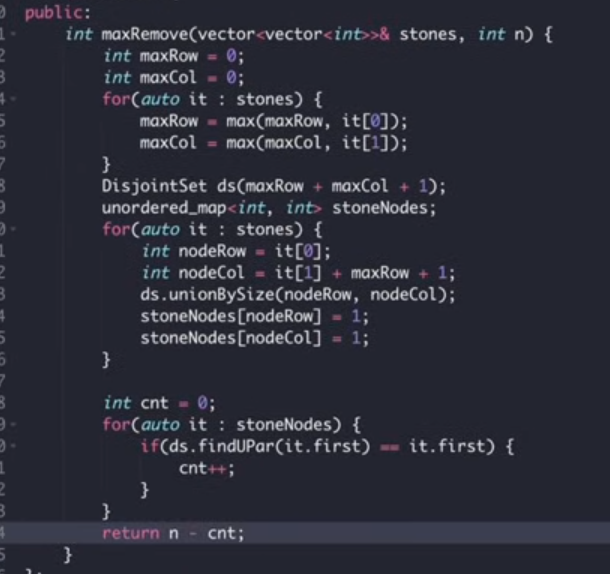 public:
int maxRemove(vector<vector<int>>& stones, int n) {
int maxRow = 0;
int maxCol = 0;
for(auto it : stones) {
maxRow = max(maxRow, it[0]);
maxCol = max(maxCol, it[1]);
}
DisjointSet ds(maxRow + maxCol + 1);
unordered_map<int, int> stoneNodes;
for(auto it : stones) {
int nodeRow = it[0];
int nodeCol = it[1] + maxRow + 1;
ds.unionBySize(nodeRow, nodeCol);
stoneNodes[nodeRow] = 1;
stoneNodes[nodeCol] = 1;
}
int cnt = 0;
for(auto it : stoneNodes) {
if(ds.findUPar(it.first) == it.first) {
cnt++;
}
}
return n - cnt;
}